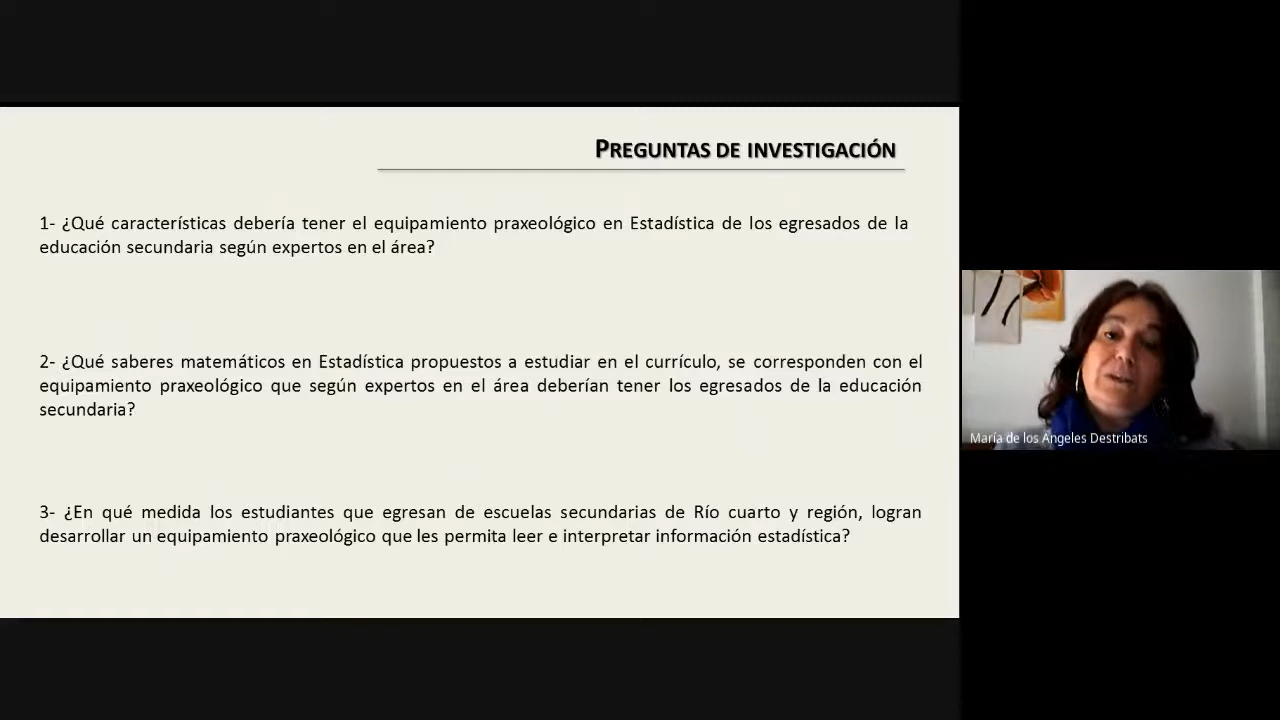 PREGUNTAS DE INVESTIGACIÓN
1- ¿Qué características debería tener el equipamiento praxeológico en Estadística de los egresados de la
educación secundaria según expertos en el área?
2- ¿Qué saberes matemáticos en Estadística propuestos a estudiar en el currículo, se corresponden con el
equipamiento praxeológico que según expertos en el área deberían tener los egresados de la educación
secundaria?
3- ¿En qué medida los estudiantes que egresan de escuelas secundarias de Río cuarto y región, logran
desarrollar un equipamiento praxeológico que les permita leer e interpretar información estadística?
María de los Angeles Destribats